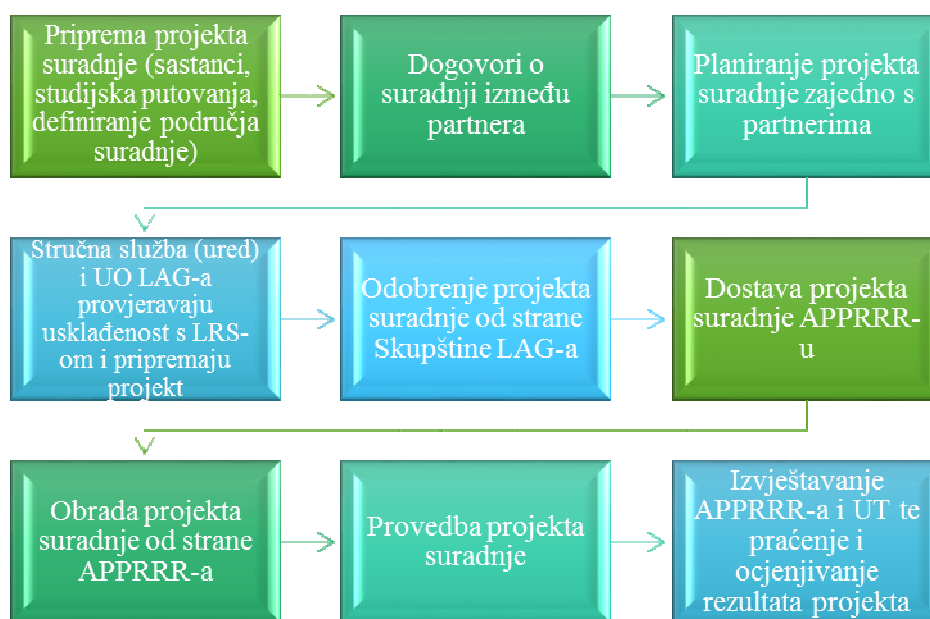 Priprema projekta
suradnje (sastanci,
studijska putovanja,
definiranje područja
suradnje)
Dogovori o
suradnji između
partnera
Planiranje projekta
suradnje zajedno s
partnerima
Stručna služba (ured)
i UO LAG-a
provjeravaju
usklađenost s LRS-
om i pripremaju
projekt
Odobrenje projekta
suradnje od strane
Skupštine LAG-a
Dostava projekta
suradnje APPRRR-
u
Obrada projekta
suradnje od strane
APPRRR-a
Provedba projekta
suradnje
Izvještavanje
APPRRR-a i UT te
praćenje i
ocjenjivanje
rezultata projekta